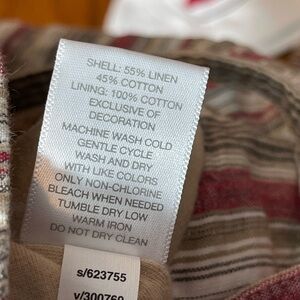 SHELL: 55% LINEN
45% COTTON
LINING: 100% COTTON
EXCLUSIVE OF
DECORATION
MACHINE WASH COLD
GENTLE CYCLE
WASH AND DRY
WITH LIKE COLORS
ONLY NON-CHLORINE
BLEACH WHEN NEEDED
TUMBLE DRY LOW
WARM IRON
DO NOT DRY CLEAN
s/623755
v/300760